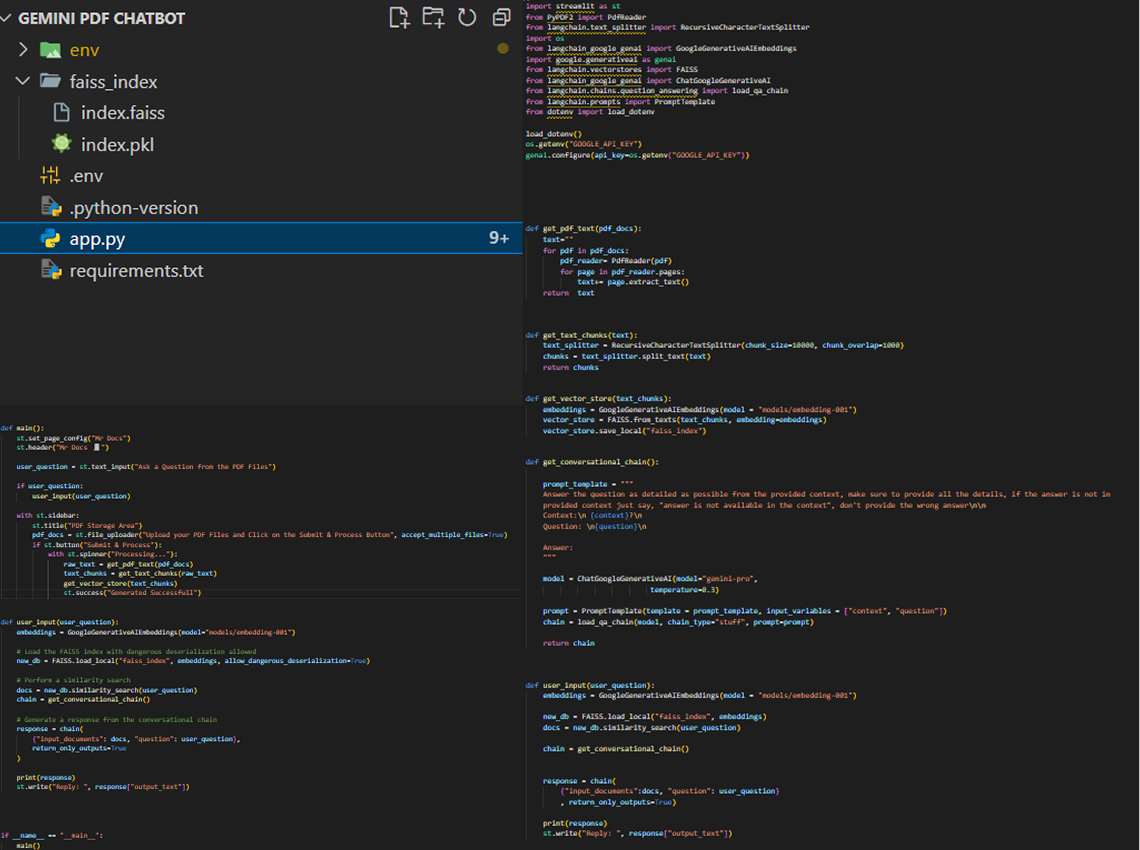 GEMINI PDF CHATBOT
env
faiss_index
index.faiss
index.pkl
.env
.python-version
app.py 9+
requirements.txt
import streamlit as st
from PyPDF2 import PdfReader
from langchain.text_splitter import RecursiveCharacterTextSplitter
import os
from langchain_google_genai import GoogleGenerativeAIEmbeddings
import google.generativeai as genai
from langchain.vectorstores import FAISS
from langchain_google_genai import ChatGoogleGenerativeAI
from langchain.chains.question_answering import load_qa_chain
from langchain.prompts import PromptTemplate
from dotenv import load_dotenv
load_dotenv()
os.getenv("GOOGLE_API_KEY")
genai.configure(api_key=os.getenv("GOOGLE_API_KEY"))
def get_pdf_text(pdf_docs):
text=""
for pdf in pdf_docs:
pdf_reader= PdfReader(pdf)
for page in pdf_reader.pages:
text+= page.extract_text()
return text
def get_text_chunks(text):
text_splitter = RecursiveCharacterTextSplitter(chunk_size=10000, chunk_overlap=1000)
chunks = text_splitter.split_text(text)
return chunks
def get_vector_store(text_chunks):
embeddings = GoogleGenerativeAIEmbeddings(model = "models/embedding-001")
vector_store = FAISS.from_texts(text_chunks, embedding=embeddings)
vector_store.save_local("faiss_index")
def get_conversational_chain():
prompt_template = """
Answer the question as detailed as possible from the provided context, make sure to provide all the details, if the answer is not in
provided context just say, "answer is not available in the context", don't provide the wrong answer\n\n
Context:\n {context}?\n
Question: \n{question}\n
Answer:
"""
model = ChatGoogleGenerativeAI(model="gemini-pro",
temperature=0.3)
prompt = PromptTemplate(template = prompt_template, input_variables = ["context", "question"])
chain = load_qa_chain(model, chain_type="stuff", prompt=prompt)
return chain
def user_input(user_question):
embeddings = GoogleGenerativeAIEmbeddings(model = "models/embedding-001")
new_db = FAISS.load_local("faiss_index", embeddings)
docs = new_db.similarity_search(user_question)
chain = get_conversational_chain()
response = chain(
{"input_documents":docs, "question": user_question}
, return_only_outputs=True)
print(response)
st.write("Reply: ", response["output_text"])
def main():
st.set_page_config("Mr Docs")
st.header("Mr Docs ")
user_question = st.text_input("Ask a Question from the PDF Files")
if user_question:
user_input(user_question)
with st.sidebar:
st.title("PDF Storage Area")
pdf_docs = st.file_uploader("Upload your PDF Files and Click on the Submit & Process Button", accept_multiple_files=True)
if st.button("Submit & Process"):
with st.spinner("Processing..."):
raw_text = get_pdf_text(pdf_docs)
text_chunks = get_text_chunks(raw_text)
get_vector_store(text_chunks)
st.success("Generated Successfull")
def user_input(user_question):
embeddings = GoogleGenerativeAIEmbeddings(model="models/embedding-001")
# Load the FAISS index with dangerous deserialization allowed
new_db = FAISS.load_local("faiss_index", embeddings, allow_dangerous_deserialization=True)
# Perform a similarity search
docs = new_db.similarity_search(user_question)
chain = get_conversational_chain()
# Generate a response from the conversational chain
response = chain(
{"input_documents": docs, "question": user_question},
return_only_outputs=True
)
print(response)
st.write("Reply: ", response["output_text"])
if __name__ == "__main__":
main()